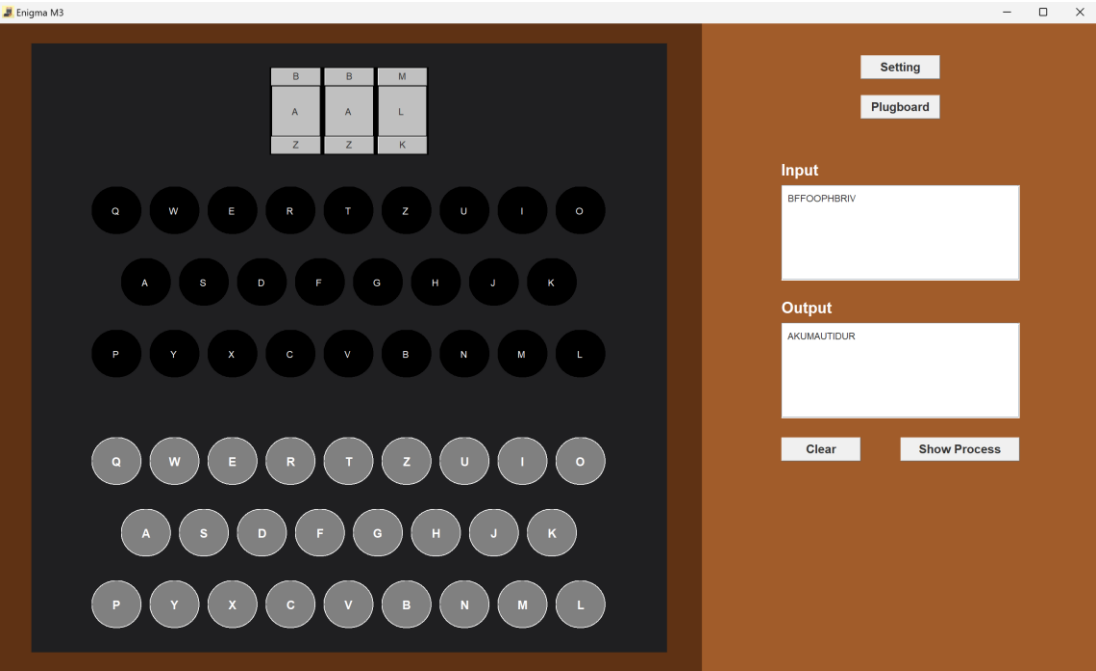 Enigma M3
B B M
A A L
Z Z K
Setting
Plugboard
Q W E R T Z U I O
A S D F G H J K
P Y X C V B N M L
Input
BFFOOPHBRIV
Output
AKUMAUTIDUR
Clear
Show Process
Q W E R T Z U I O
A S D F G H J K
P Y X C V B N M L